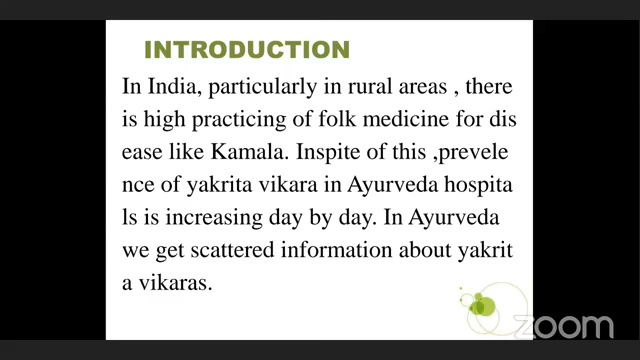 INTRODUCTION
In India, particularly in rural areas , there
is high practicing of folk medicine for dis
ease like Kamala. Inspite of this ,prevele
nce of yakrita vikara in Ayurveda hospita
ls is increasing day by day. In Ayurveda
we get scattered information about yakrit
a vikaras.
zoom